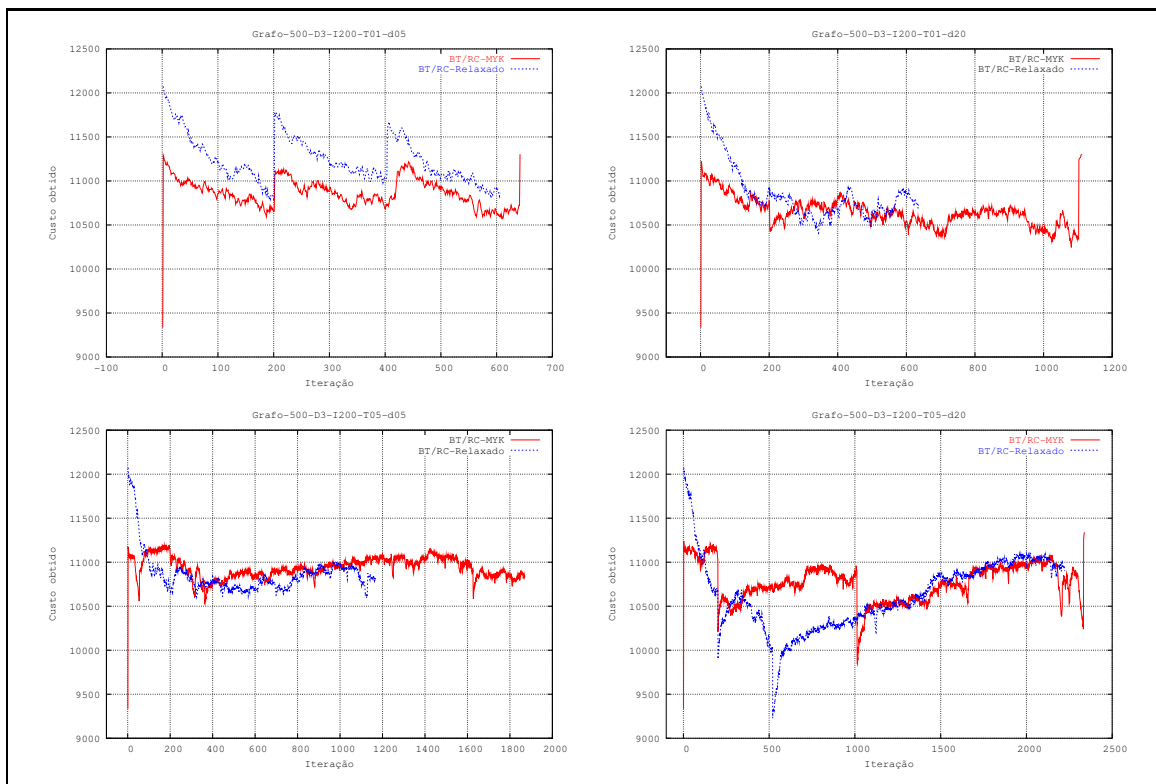 Grafo-500-D3-I200-T01-d05
12500
12000
11500
11000
10500
10000
9500
9000
Custo obtido
BT/RC-MYK
BT/RC-Relaxado
-100 0 100 200 300 400 500 600 700
Iteração
Grafo-500-D3-I200-T01-d20
12500
12000
11500
11000
10500
10000
9500
9000
Custo obtido
BT/RC-MYK
BT/RC-Relaxado
0 200 400 600 800 1000 1200
Iteração
Grafo-500-D3-I200-T05-d05
12500
12000
11500
11000
10500
10000
9500
9000
Custo obtido
BT/RC-MYK
BT/RC-Relaxado
0 200 400 600 800 1000 1200 1400 1600 1800 2000
Iteração
Grafo-500-D3-I200-T05-d20
12500
12000
11500
11000
10500
10000
9500
9000
Custo obtido
BT/RC-MYK
BT/RC-Relaxado
0 500 1000 1500 2000 2500
Iteração